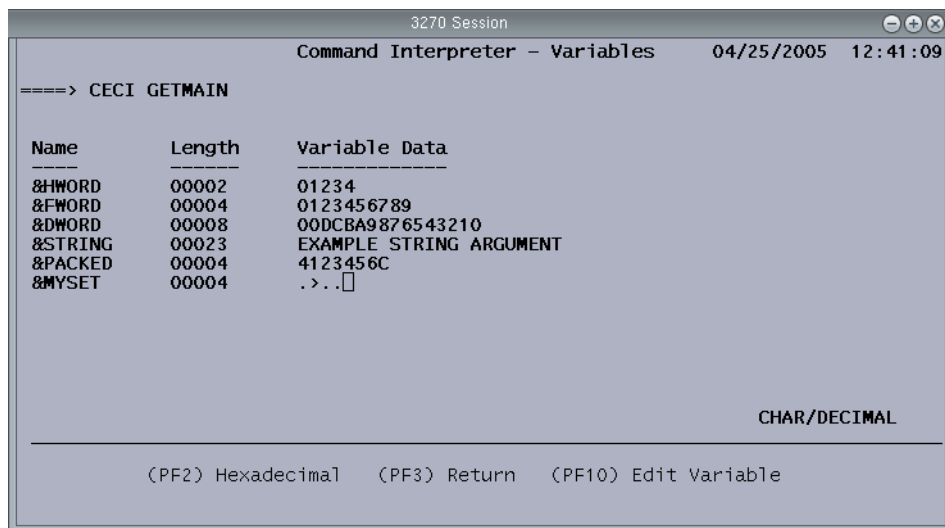 3270 Session
Command Interpreter - Variables 04/25/2005 12:41:09
====> CECI GETMAIN
Name Length Variable Data
---- ------ -------------
&HWORD 00002 01234
&FWORD 00004 0123456789
&DWORD 00008 00DCBA9876543210
&STRING 00023 EXAMPLE STRING ARGUMENT
&PACKED 00004 4123456C
&MYSET 00004 .>..
CHAR/DECIMAL
(PF2) Hexadecimal (PF3) Return (PF10) Edit Variable